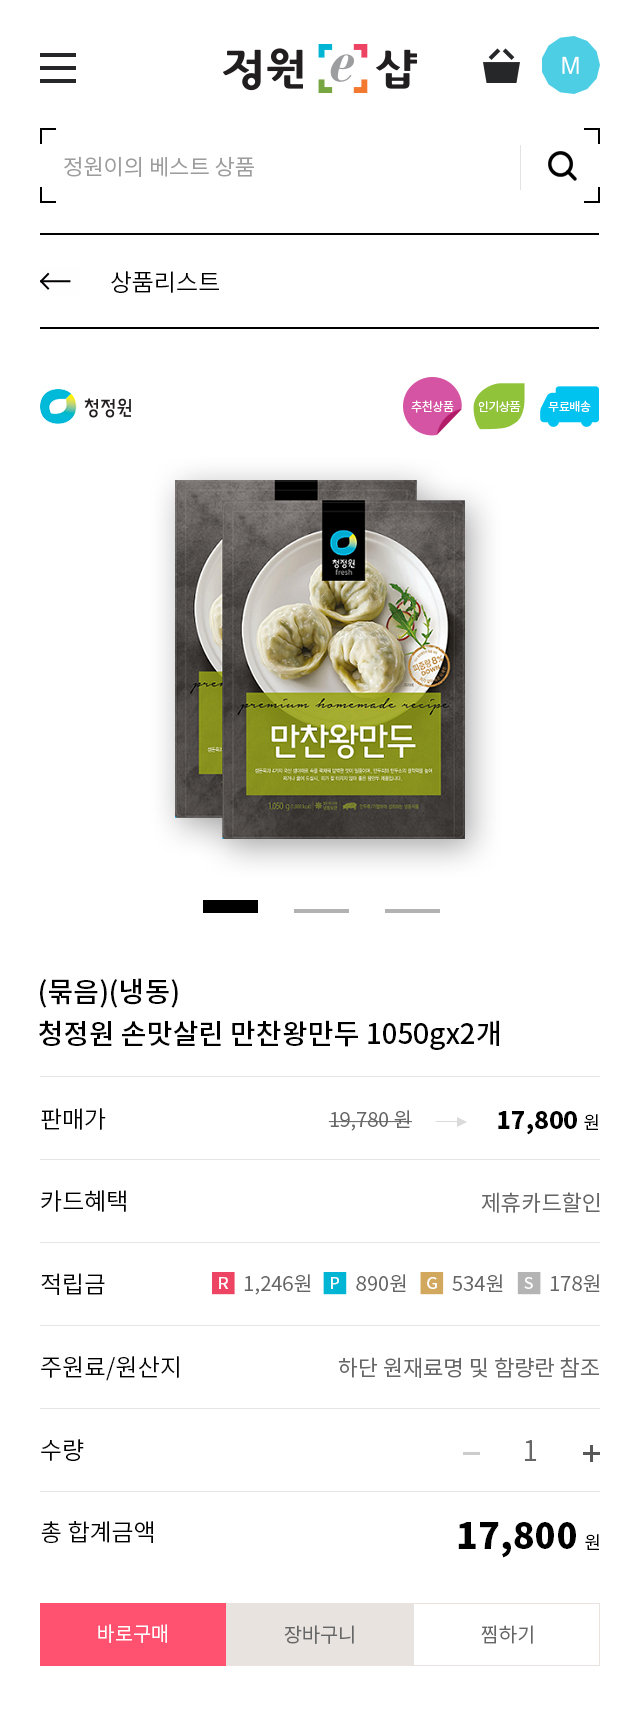 정원 e 샵
M
정원이의 베스트 상품
상품리스트
청정원
추천상품
인기상품
무료배송
청정원
fresh
premium homemade recipe
만찬왕만두
1,050 g
(묶음)(냉동)
청정원 손맛살린 만찬왕만두 1050gx2개
판매가 19,780 원 17,800 원
카드혜택 제휴카드할인
적립금 R 1,246원 P 890원 G 534원 S 178원
주원료/원산지 하단 원재료명 및 함량란 참조
수량 − 1 +
총 합계금액 17,800 원
바로구매 장바구니 찜하기